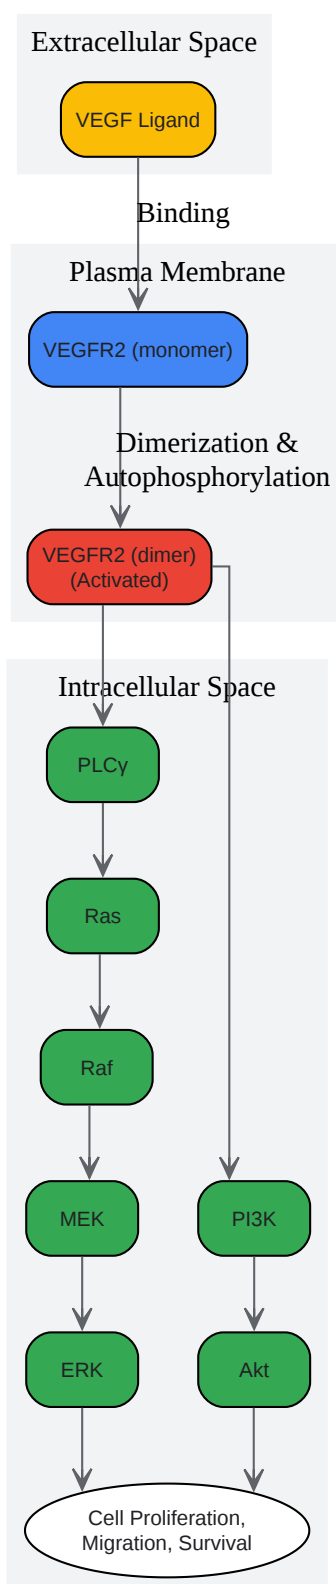 Extracellular Space
VEGF Ligand
Binding
Plasma Membrane
VEGFR2 (monomer)
Dimerization &
Autophosphorylation
VEGFR2 (dimer)
(Activated)
Intracellular Space
PLCγ
Ras
Raf
MEK
PI3K
ERK
Akt
Cell Proliferation,
Migration, Survival